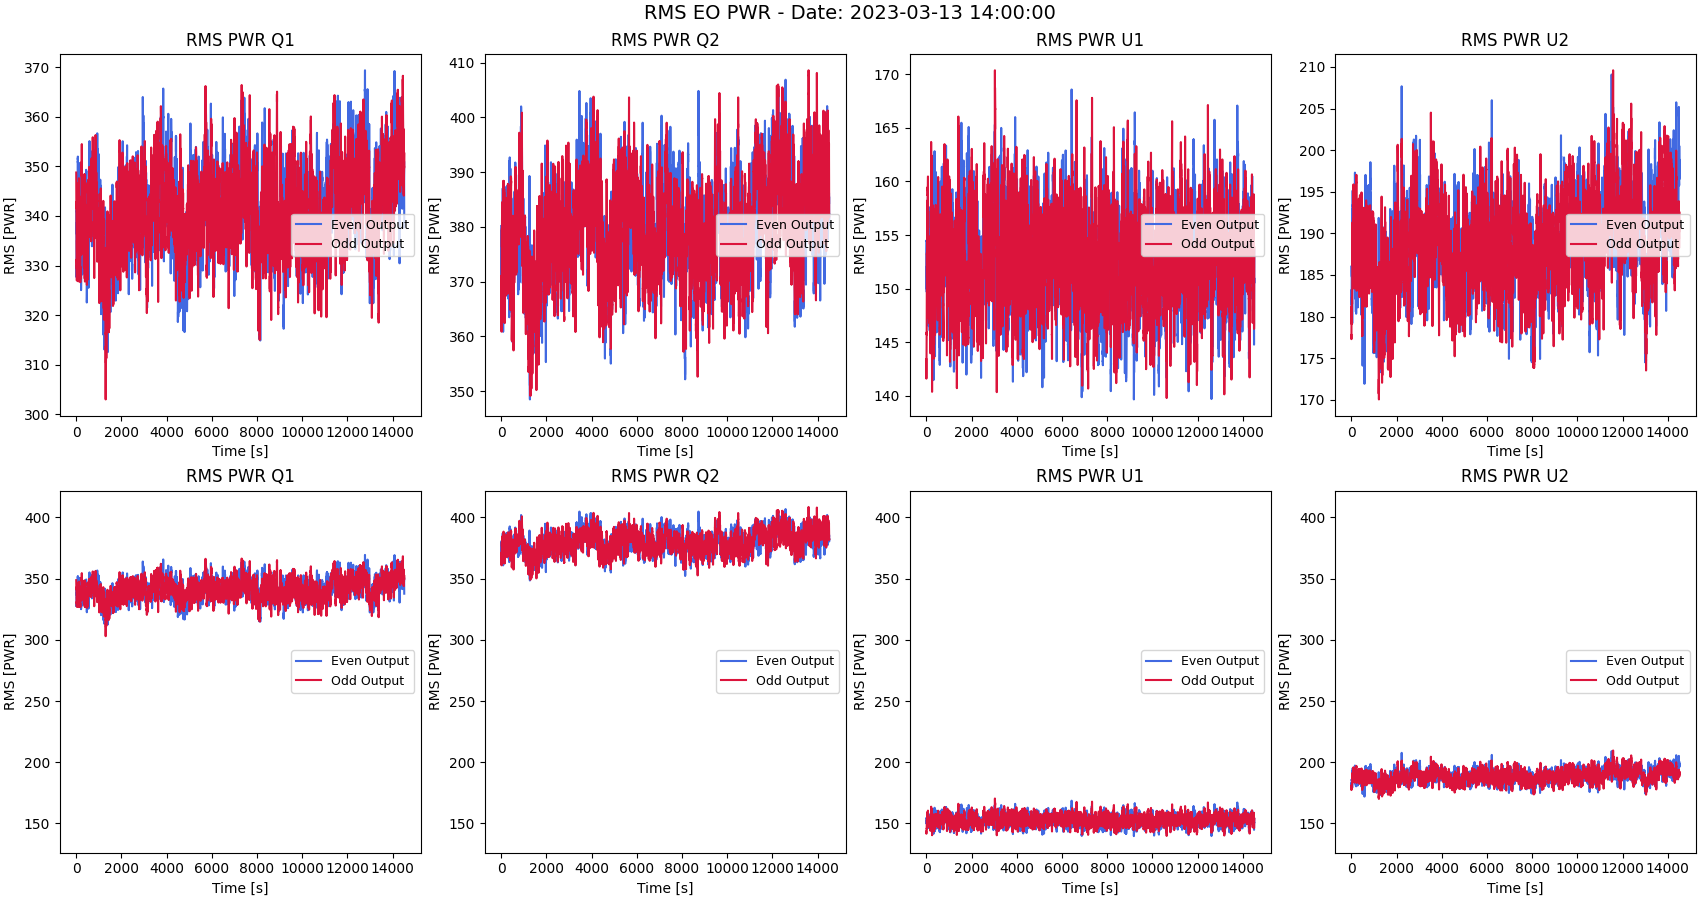 RMS EO PWR - Date: 2023-03-13 14:00:00
RMS PWR Q1
RMS [PWR]
370
360
350
340
330
320
310
300
0 2000 4000 6000 8000 10000 12000 14000
Time [s]
Even Output
Odd Output
RMS PWR Q2
RMS [PWR]
410
400
390
380
370
360
350
0 2000 4000 6000 8000 10000 12000 14000
Time [s]
Even Output
Odd Output
RMS PWR U1
RMS [PWR]
170
165
160
155
150
145
140
0 2000 4000 6000 8000 10000 12000 14000
Time [s]
Even Output
Odd Output
RMS PWR U2
RMS [PWR]
210
205
200
195
190
185
180
175
170
0 2000 4000 6000 8000 10000 12000 14000
Time [s]
Even Output
Odd Output
RMS PWR Q1
RMS [PWR]
400
350
300
250
200
150
0 2000 4000 6000 8000 10000 12000 14000
Time [s]
Even Output
Odd Output
RMS PWR Q2
RMS [PWR]
400
350
300
250
200
150
0 2000 4000 6000 8000 10000 12000 14000
Time [s]
Even Output
Odd Output
RMS PWR U1
RMS [PWR]
400
350
300
250
200
150
0 2000 4000 6000 8000 10000 12000 14000
Time [s]
Even Output
Odd Output
RMS PWR U2
RMS [PWR]
400
350
300
250
200
150
0 2000 4000 6000 8000 10000 12000 14000
Time [s]
Even Output
Odd Output